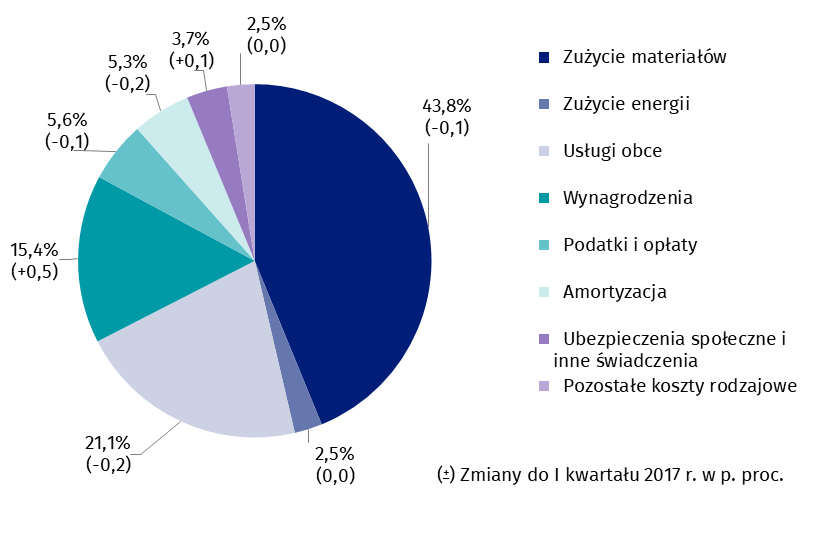 2,5%
(0,0)
3,7%
(+0,1)
5,3%
(-0,2)
5,6%
(-0,1)
15,4%
(+0,5)
21,1%
(-0,2)
2,5%
(0,0)
43,8%
(-0,1)
Zużycie materiałów
Zużycie energii
Usługi obce
Wynagrodzenia
Podatki i opłaty
Amortyzacja
Ubezpieczenia społeczne i
inne świadczenia
Pozostałe koszty rodzajowe
(±) Zmiany do I kwartału 2017 r. w p. proc.